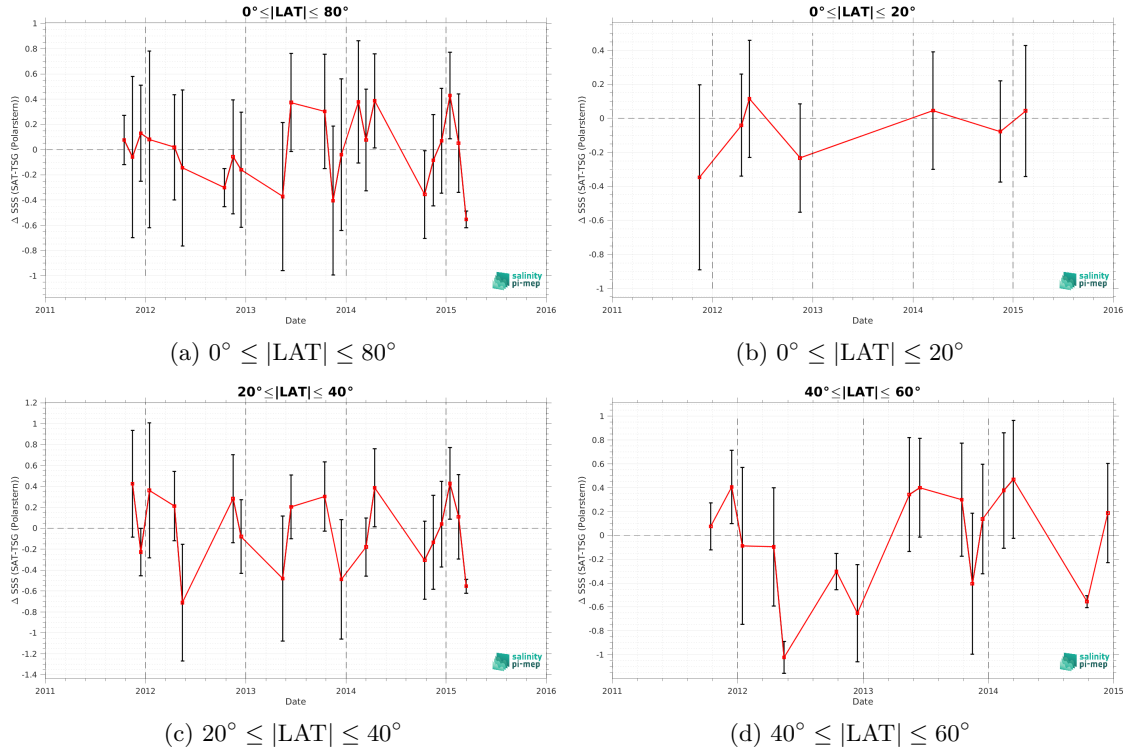 0°≤|LAT|≤ 80°
Δ SSS (SAT-TSG (Polarstern))
1
0.8
0.6
0.4
0.2
0
-0.2
-0.4
-0.6
-0.8
-1
2011 2012 2013 2014 2015 2016
Date
salinity
pi-mep
(a) 0° ≤ |LAT| ≤ 80°
0°≤|LAT|≤ 20°
Δ SSS (SAT-TSG (Polarstern))
0.4
0.2
0
-0.2
-0.4
-0.6
-0.8
-1
2011 2012 2013 2014 2015 2016
Date
salinity
pi-mep
(b) 0° ≤ |LAT| ≤ 20°
20°≤|LAT|≤ 40°
Δ SSS (SAT-TSG (Polarstern))
1.2
1
0.8
0.6
0.4
0.2
0
-0.2
-0.4
-0.6
-0.8
-1
-1.2
-1.4
2011 2012 2013 2014 2015 2016
Date
salinity
pi-mep
(c) 20° ≤ |LAT| ≤ 40°
40°≤|LAT|≤ 60°
Δ SSS (SAT-TSG (Polarstern))
1
0.8
0.6
0.4
0.2
0
-0.2
-0.4
-0.6
-0.8
-1
2011 2012 2013 2014 2015
Date
salinity
pi-mep
(d) 40° ≤ |LAT| ≤ 60°